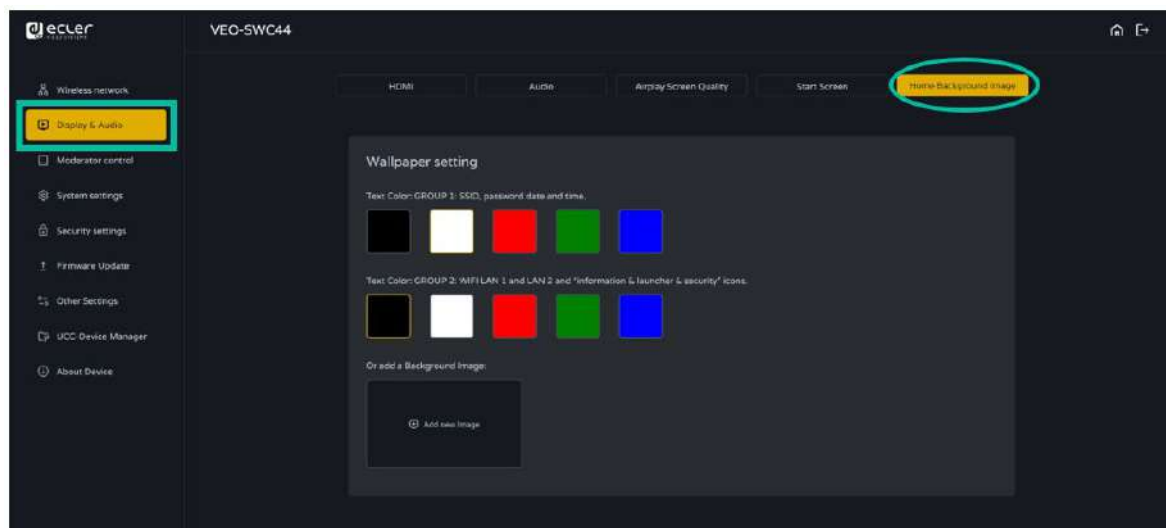 ecler
VEO-SWC44
Wireless network
Display & Audio
Moderator control
System settings
Security settings
Firmware Update
Other Settings
UCC Device Manager
About Device
HDMI
Audio
Airplay Screen Quality
Start Screen
Home Background Image
Wallpaper setting
Text Color: GROUP 1: SSID, password date and time.
Text Color: GROUP 2: WIFI LAN 1 and LAN 2 and "information & launcher & security" icons.
Or add a Background Image:
Add new Image